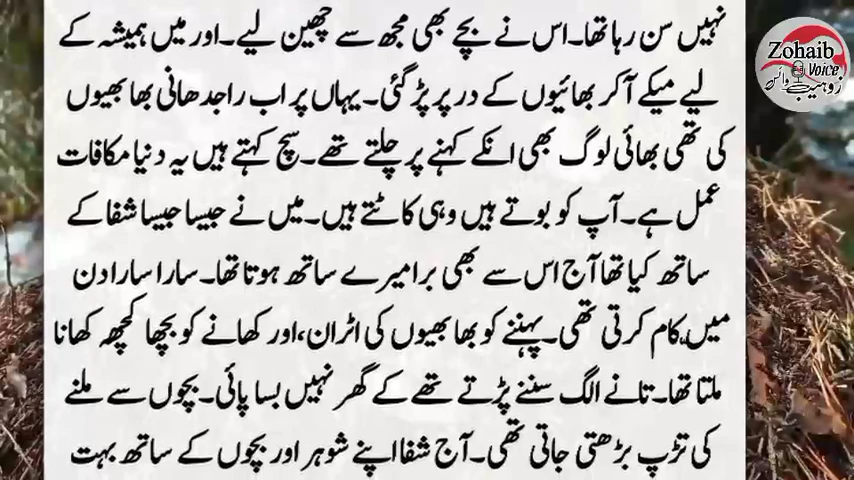 نہیں سن رہا تھا۔ اس نے بچے بھی مجھ سے چھین لیے۔ اور میں ہمیشہ کے
لیے میکے آکر بھائیوں کے در پر پڑ گئی۔ یہاں پر اب راجدھانی بھابھیوں
کی تھی بھائی لوگ بھی انکے کہنے پر چلتے تھے۔ سچ کہتے ہیں یہ دنیا مکافات
عمل ہے۔ آپ کو بوتے ہیں وہی کاٹتے ہیں۔ میں نے جیسا جیسا شفا کے
ساتھ کیا تھا آج اس سے بھی برا میرے ساتھ ہوتا تھا۔ سارا سارا دن
میں کام کرتی تھی۔ پہننے کو بھابھیوں کی اتران، اور کھانے کو بچھا کچھ کھانا
ملتا تھا۔ تانے الگ سننے پڑتے تھے کے گھر نہیں بسا پائی۔ بچوں سے ملنے
کی تڑپ بڑھتی جاتی تھی۔ آج شفا اپنے شوہر اور بچوں کے ساتھ بہت
Zohaib
Voice
زوہیب وائس